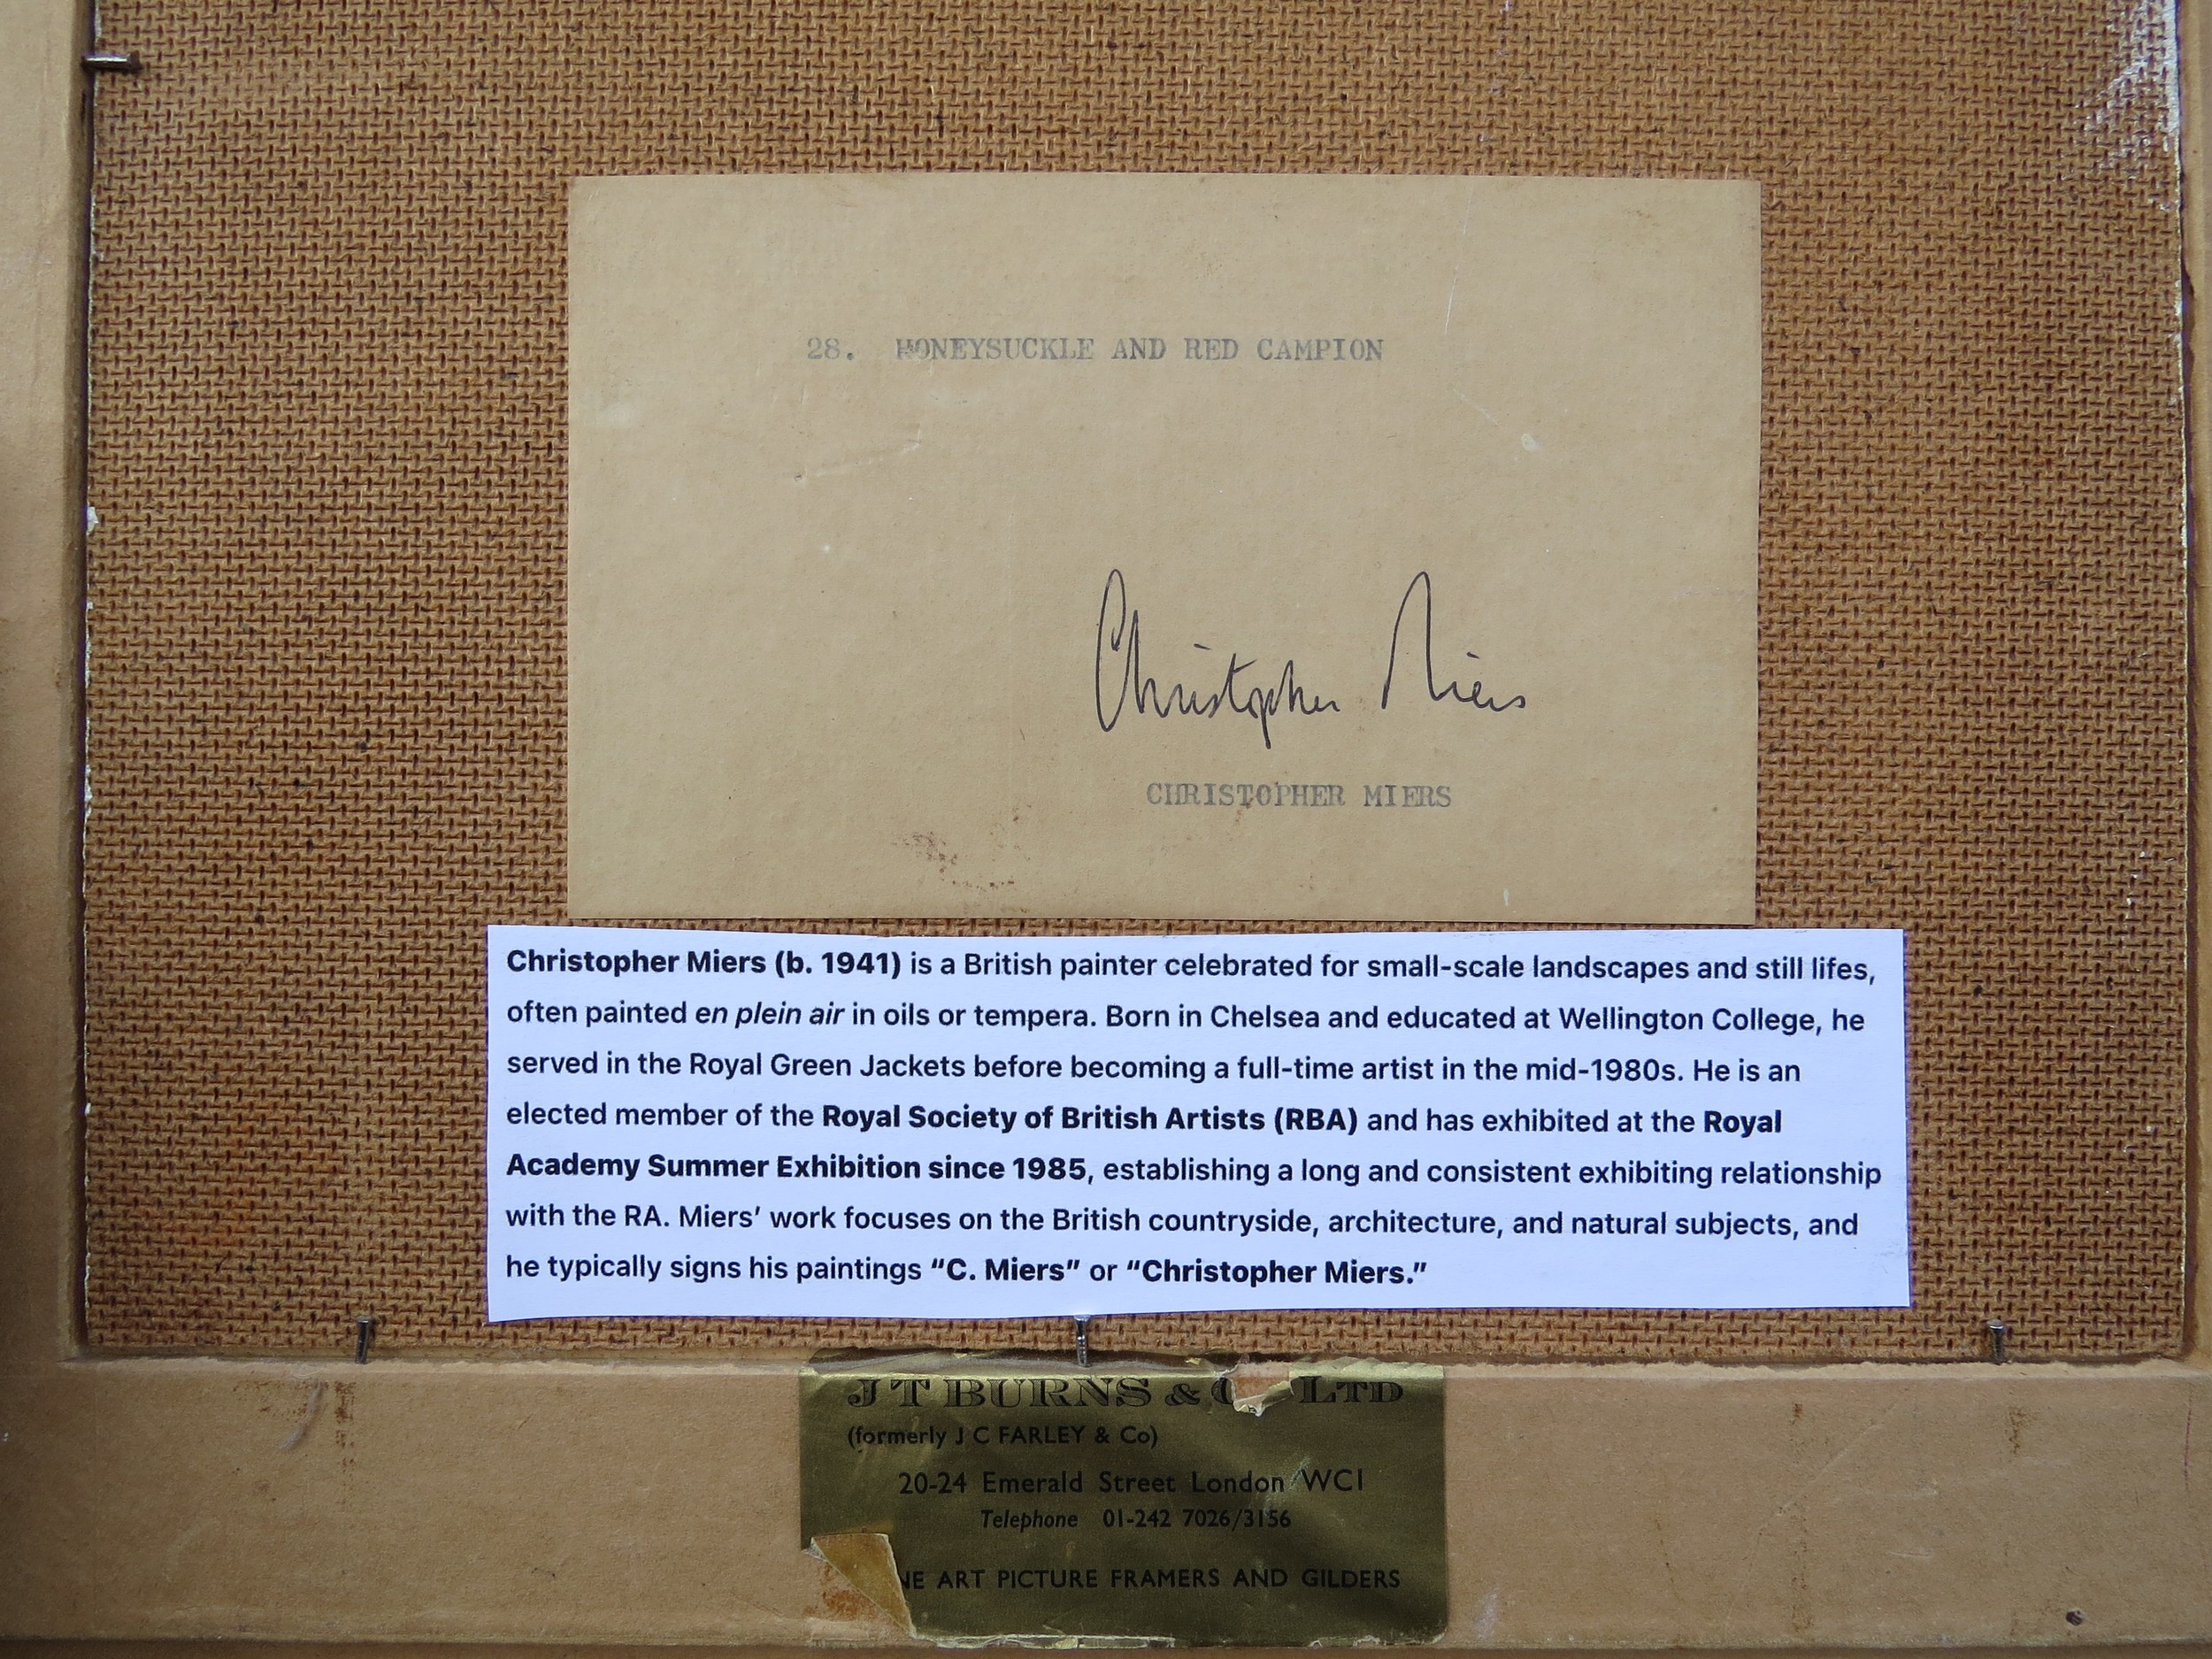 28. HONEYSUCKLE AND RED CAMPION
Christopher Miers
CHRISTOPHER MIERS
Christopher Miers (b. 1941) is a British painter celebrated for small-scale landscapes and still lifes,
often painted en plein air in oils or tempera. Born in Chelsea and educated at Wellington College, he
served in the Royal Green Jackets before becoming a full-time artist in the mid-1980s. He is an
elected member of the Royal Society of British Artists (RBA) and has exhibited at the Royal
Academy Summer Exhibition since 1985, establishing a long and consistent exhibiting relationship
with the RA. Miers’ work focuses on the British countryside, architecture, and natural subjects, and
he typically signs his paintings “C. Miers” or “Christopher Miers.”
J T BURNS & LTD
(formerly J C FARLEY & Co)
20-24 Emerald Street London WC1
Telephone 01-242 7026/3156
ART PICTURE FRAMERS AND GILDERS